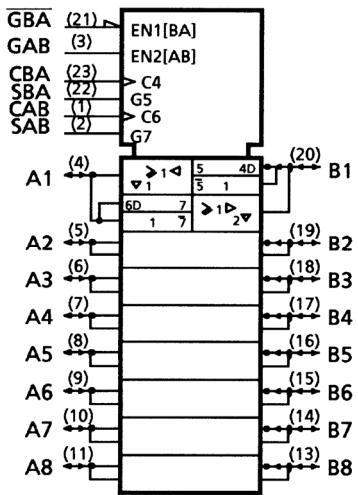 GBA (21) EN1[BA]
GAB (3) EN2[AB]
CBA (23) C4
SBA (22) G5
CAB (1) C6
SAB (2) G7
A1 (4) ≥1 ▽1 5 4D 5 1 (20) B1
6D 7 1 7 ≥1 2▽
A2 (5) (19) B2
A3 (6) (18) B3
A4 (7) (17) B4
A5 (8) (16) B5
A6 (9) (15) B6
A7 (10) (14) B7
A8 (11) (13) B8